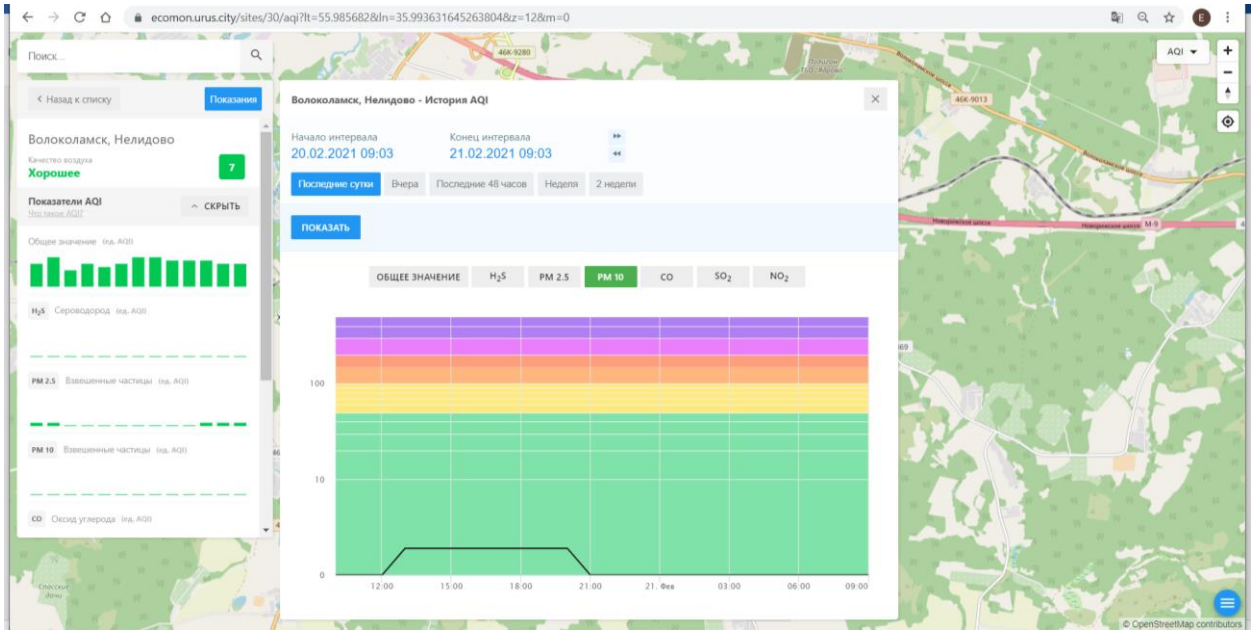 ecomon.urus.city/sites/30/aqi?lt=55.985682&ln=35.993631645263804&z=12&m=0
E
Поиск...
Назад к списку
Показания
Волоколамск, Нелидово
Качество воздуха
Хорошее
7
Показатели AQI
Что такое AQI?
СКРЫТЬ
Общее значение (ед. AQI)
H₂S Сероводород (ед. AQI)
PM 2.5 Взвешенные частицы (ед. AQI)
PM 10 Взвешенные частицы (ед. AQI)
CO Оксид углерода (ед. AQI)
Волоколамск, Нелидово - История AQI
Начало интервала
Конец интервала
20.02.2021 09:03
21.02.2021 09:03
Последние сутки
Вчера
Последние 48 часов
Неделя
2 недели
ПОКАЗАТЬ
ОБЩЕЕ ЗНАЧЕНИЕ
H₂S
PM 2.5
PM 10
CO
SO₂
NO₂
100
10
0
12:00
15:00
18:00
21:00
21. Фев
03:00
06:00
09:00
46К-9280
46К-9013
AQI
Волоколамское шоссе
Новорижское шоссе
Новорижское шоссе
М-9
Спасские
дачи
© OpenStreetMap contributors